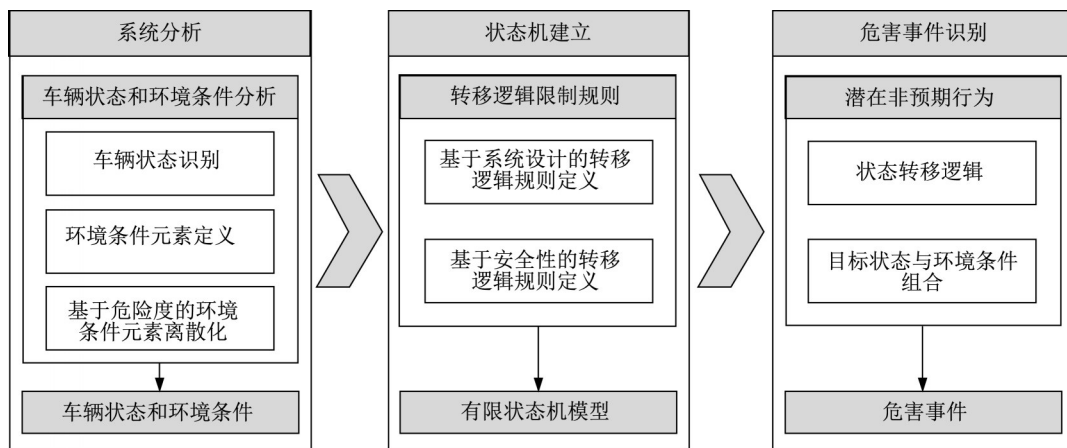 系统分析
车辆状态和环境条件分析
车辆状态识别
环境条件元素定义
基于危险度的环境
条件元素离散化
车辆状态和环境条件
状态机建立
转移逻辑限制规则
基于系统设计的转移
逻辑规则定义
基于安全性的转移
逻辑规则定义
有限状态机模型
危害事件识别
潜在非预期行为
状态转移逻辑
目标状态与环境条件
组合
危害事件